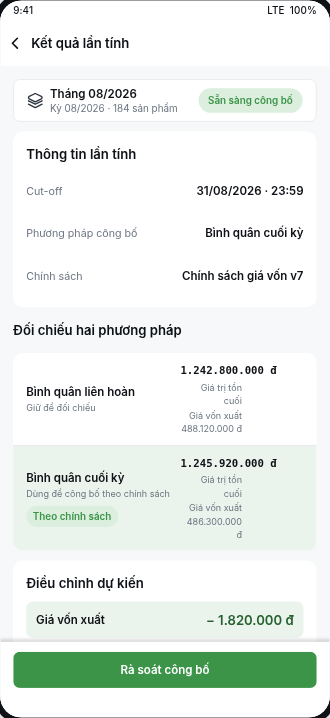 9:41
LTE 100%
Kết quả lần tính
Tháng 08/2026
Kỳ 08/2026 · 184 sản phẩm
Sẵn sàng công bố
Thông tin lần tính
Cut-off
31/08/2026 · 23:59
Phương pháp công bố
Bình quân cuối kỳ
Chính sách
Chính sách giá vốn v7
Đối chiếu hai phương pháp
Bình quân liên hoàn
Giữ để đối chiếu
1.242.800.000 đ
Giá trị tồn
cuối
Giá vốn xuất
488.120.000 đ
Bình quân cuối kỳ
Dùng để công bố theo chính sách
Theo chính sách
1.245.920.000 đ
Giá trị tồn
cuối
Giá vốn xuất
486.300.000
đ
Điều chỉnh dự kiến
Giá vốn xuất
− 1.820.000 đ
Rà soát công bố